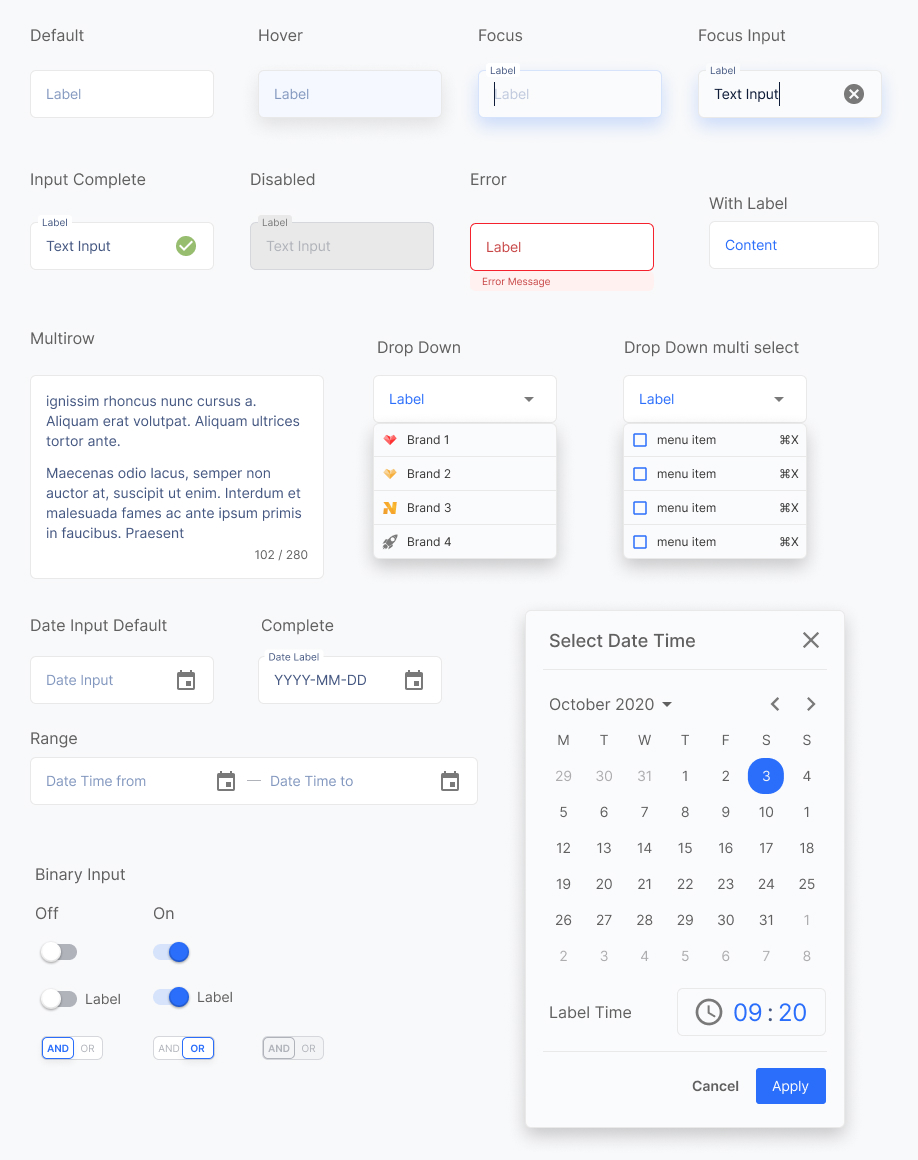 Default
Hover
Focus
Focus Input
Label
Label
Label
Label
Label
Text Input
Input Complete
Disabled
Error
With Label
Label
Text Input
Label
Text Input
Label
Error Message
Content
Multirow
Drop Down
Drop Down multi select
ignissim rhoncus nunc cursus a.
Aliquam erat volutpat. Aliquam ultrices
tortor ante.
Maecenas odio lacus, semper non
auctor at, suscipit ut enim. Interdum et
malesuada fames ac ante ipsum primis
in faucibus. Praesent
102 / 280
Label
Brand 1
Brand 2
Brand 3
Brand 4
Label
menu item ⌘X
menu item ⌘X
menu item ⌘X
menu item ⌘X
Date Input Default
Complete
Date Input
Date Label
YYYY-MM-DD
Range
Date Time from — Date Time to
Binary Input
Off
On
Label
Label
AND OR
AND OR
AND OR
Select Date Time
October 2020
M T W T F S S
29 30 31 1 2 3 4
5 6 7 8 9 10 1
12 13 14 15 16 17 18
19 20 21 22 23 24 25
26 27 28 29 30 31 1
2 3 4 5 6 7 8
Label Time
09 : 20
Cancel
Apply